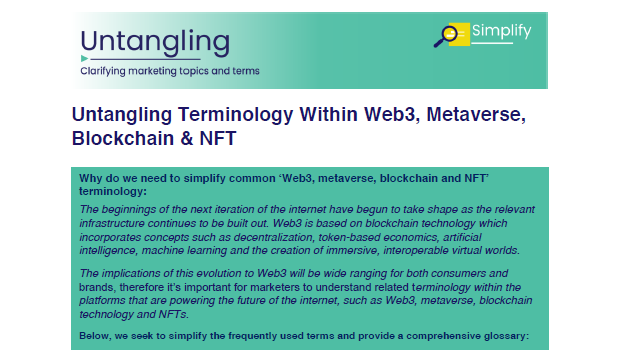 Untangling
Clarifying marketing topics and terms
Simplify
Untangling Terminology Within Web3, Metaverse,
Blockchain & NFT
Why do we need to simplify common ‘Web3, metaverse, blockchain and NFT’
terminology:
The beginnings of the next iteration of the internet have begun to take shape as the relevant
infrastructure continues to be built out. Web3 is based on blockchain technology which
incorporates concepts such as decentralization, token-based economics, artificial
intelligence, machine learning and the creation of immersive, interoperable virtual worlds.
The implications of this evolution to Web3 will be wide ranging for both consumers and
brands, therefore it’s important for marketers to understand related terminology within the
platforms that are powering the future of the internet, such as Web3, metaverse, blockchain
technology and NFTs.
Below, we seek to simplify the frequently used terms and provide a comprehensive glossary: